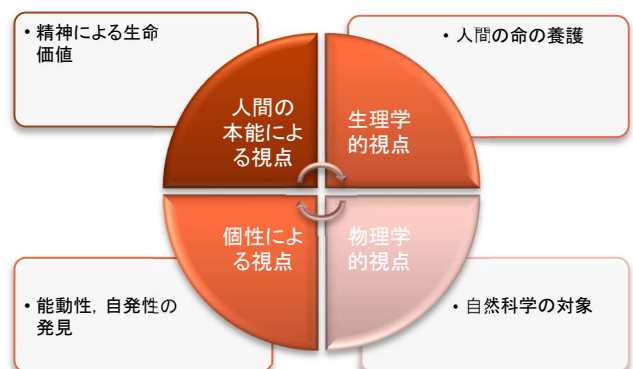 • 精神による生命
価値
• 人間の命の養護
人間の
本能によ
る視点
生理学
的視点
個性によ
る視点
物理学
的視点
• 能動性，自発性の
発見
• 自然科学の対象